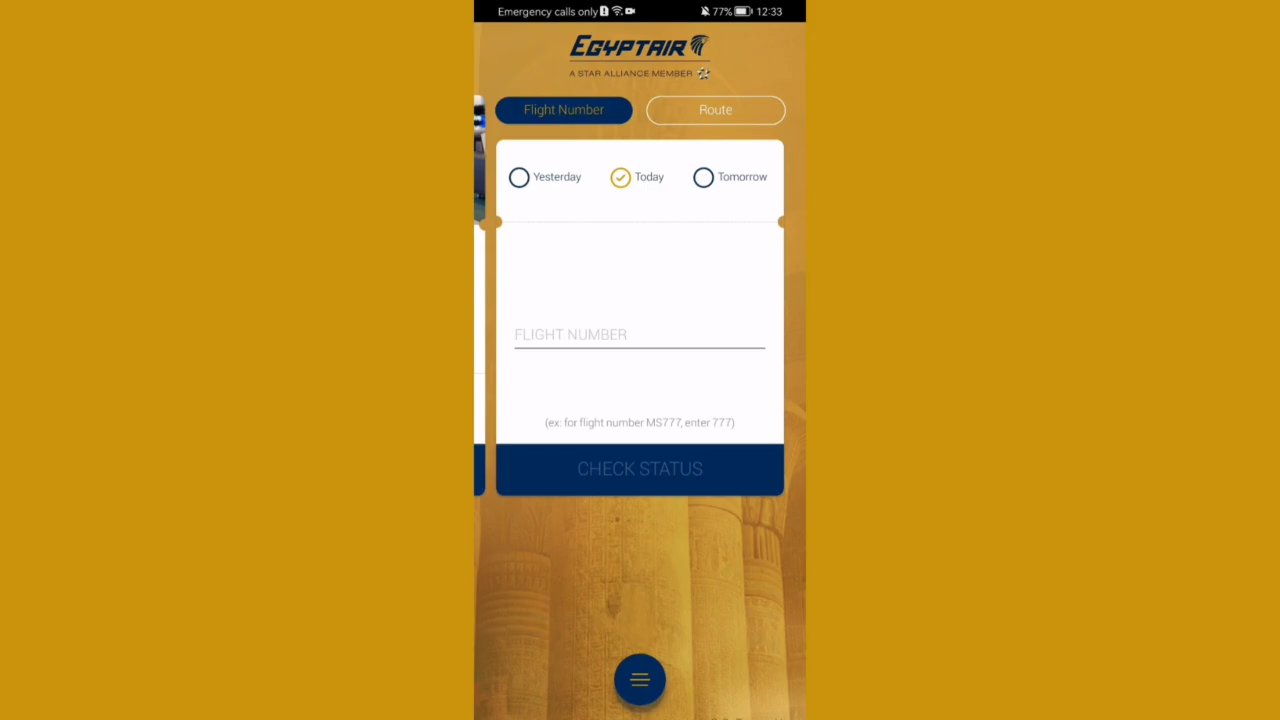 Emergency calls only 77% 12:33
EGYPTAIR
A STAR ALLIANCE MEMBER
Flight Number Route
Yesterday Today Tomorrow
FLIGHT NUMBER
(ex: for flight number MS777, enter 777)
CHECK STATUS